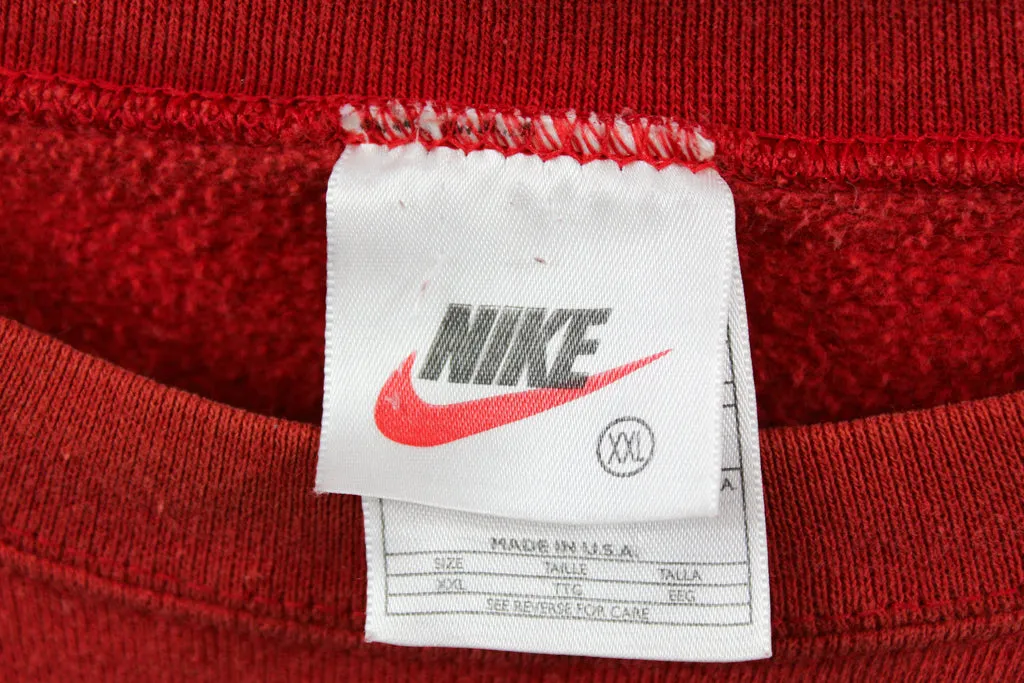 NIKE
XXL
A
MADE IN U.S.A.
SIZE TAILLE TALLA
XXL TTG EEG
SEE REVERSE FOR CARE